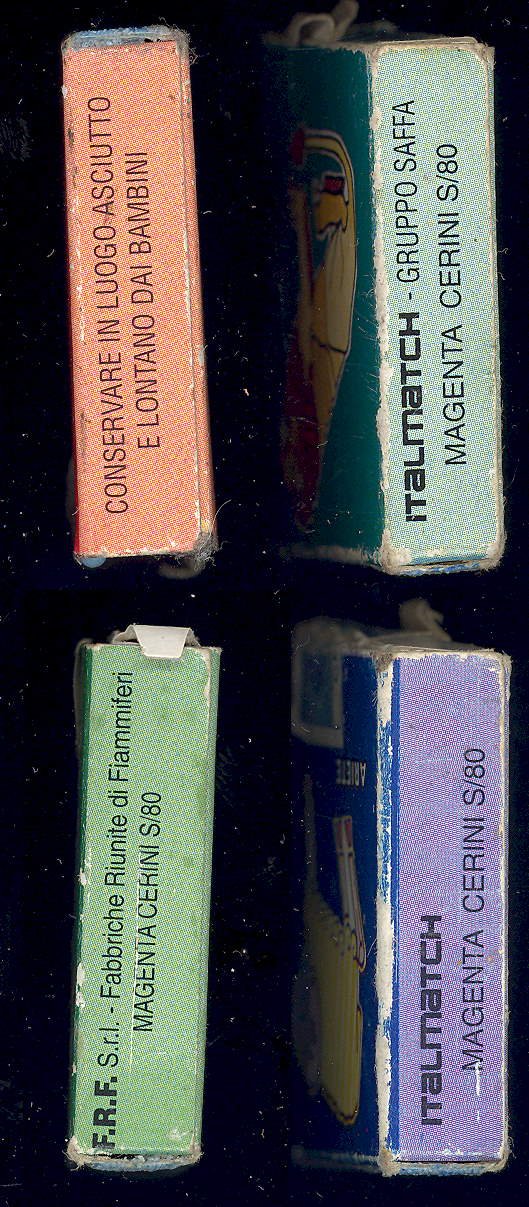 CONSERVARE IN LUOGO ASCIUTTO
E LONTANO DAI BAMBINI
ITALMATCH - GRUPPO SAFFA
MAGENTA CERINI S/80
F.R.F. S.r.l. - Fabbriche Riunite di Fiammiferi
MAGENTA CERINI S/80
ARIETE
ITALMATCH
MAGENTA CERINI S/80